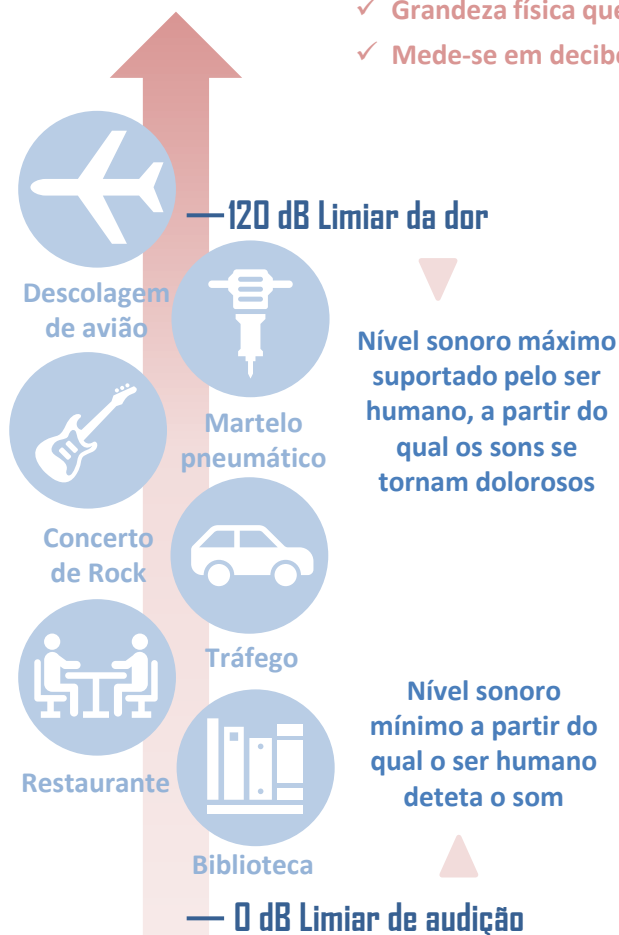 ✓ Grandeza física que
✓ Mede-se em
120 dB Limiar da dor
Descolagem
de avião
Nível sonoro máximo
suportado pelo ser
humano, a partir do
qual os sons se
tornam dolorosos
Martelo
pneumático
Concerto
de Rock
Tráfego
Nível sonoro
mínimo a partir do
qual o ser humano
deteta o som
Restaurante
Biblioteca
0 dB Limiar de audição